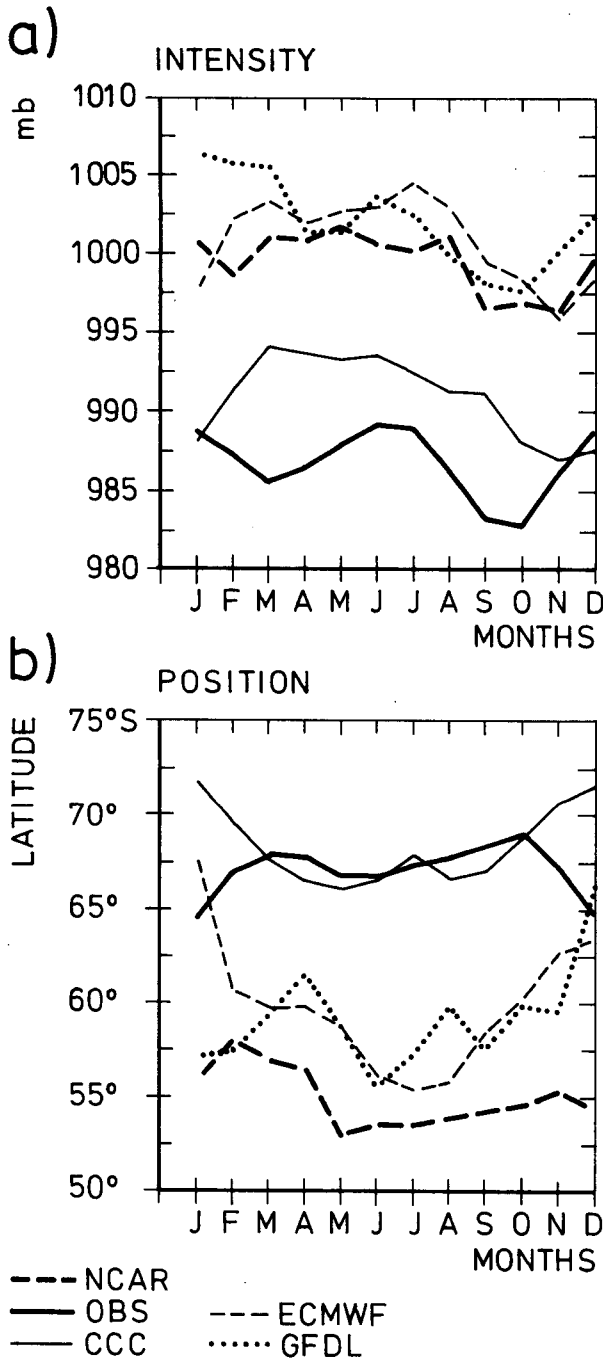 a)
INTENSITY
mb
1010
1005
1000
995
990
985
980
J F M A M J J A S O N D
MONTHS
b)
POSITION
LATITUDE
75°S
70°
65°
60°
55°
50°
J F M A M J J A S O N D
MONTHS
NCAR
OBS
ECMWF
CCC
GFDL